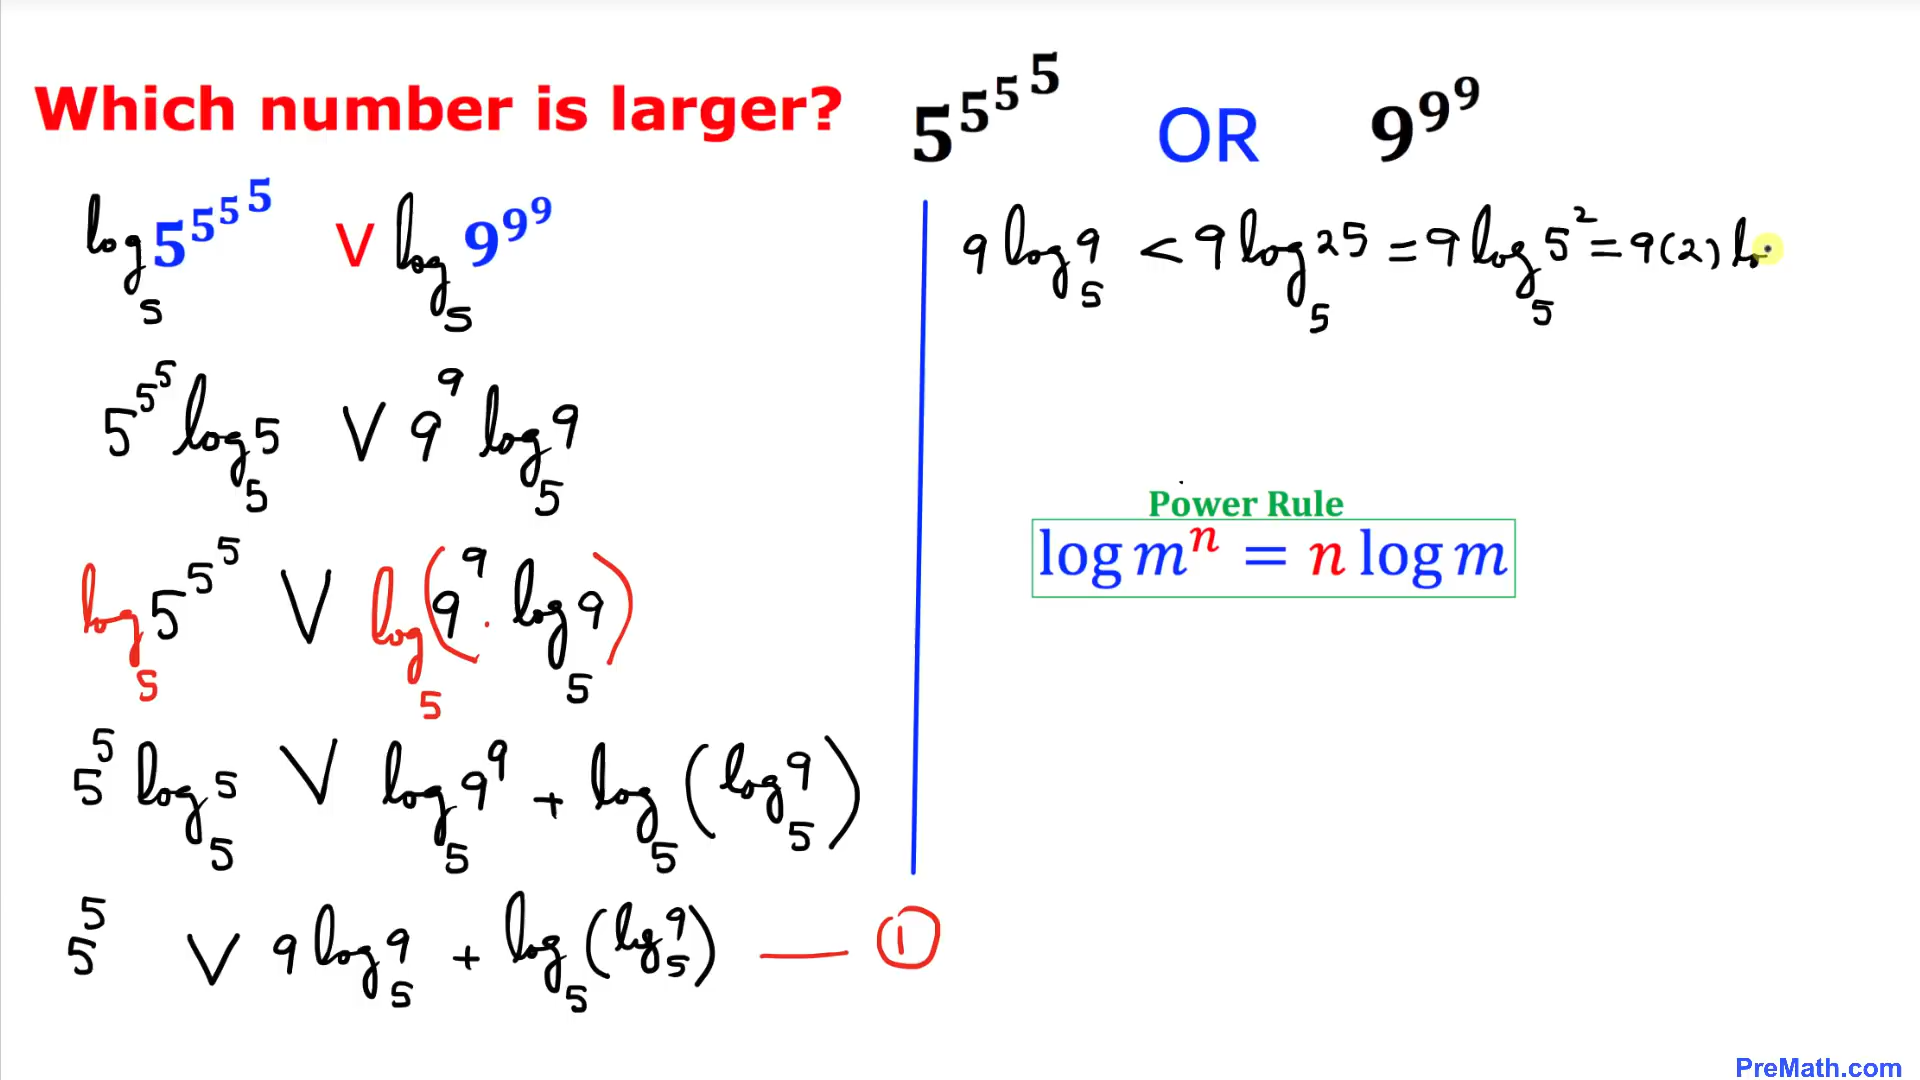 Which number is larger? 5^5^5^5 OR 9^9^9
log_5 5^5^5^5 V log_5 9^9^9
5^5^5 log_5 5 V 9^9 log_5 9
log_5 5^5^5 V log_5 (9^9 . log_5 9)
5^5 log_5 5 V log_5 9^9 + log_5 (log_5 9)
5^5 V 9 log_5 9 + log_5 (log_5 9) — ①
9 log_5 9 < 9 log_5 25 = 9 log_5 5^2 = 9(2) lo
Power Rule
log m^n = n log m
PreMath.com